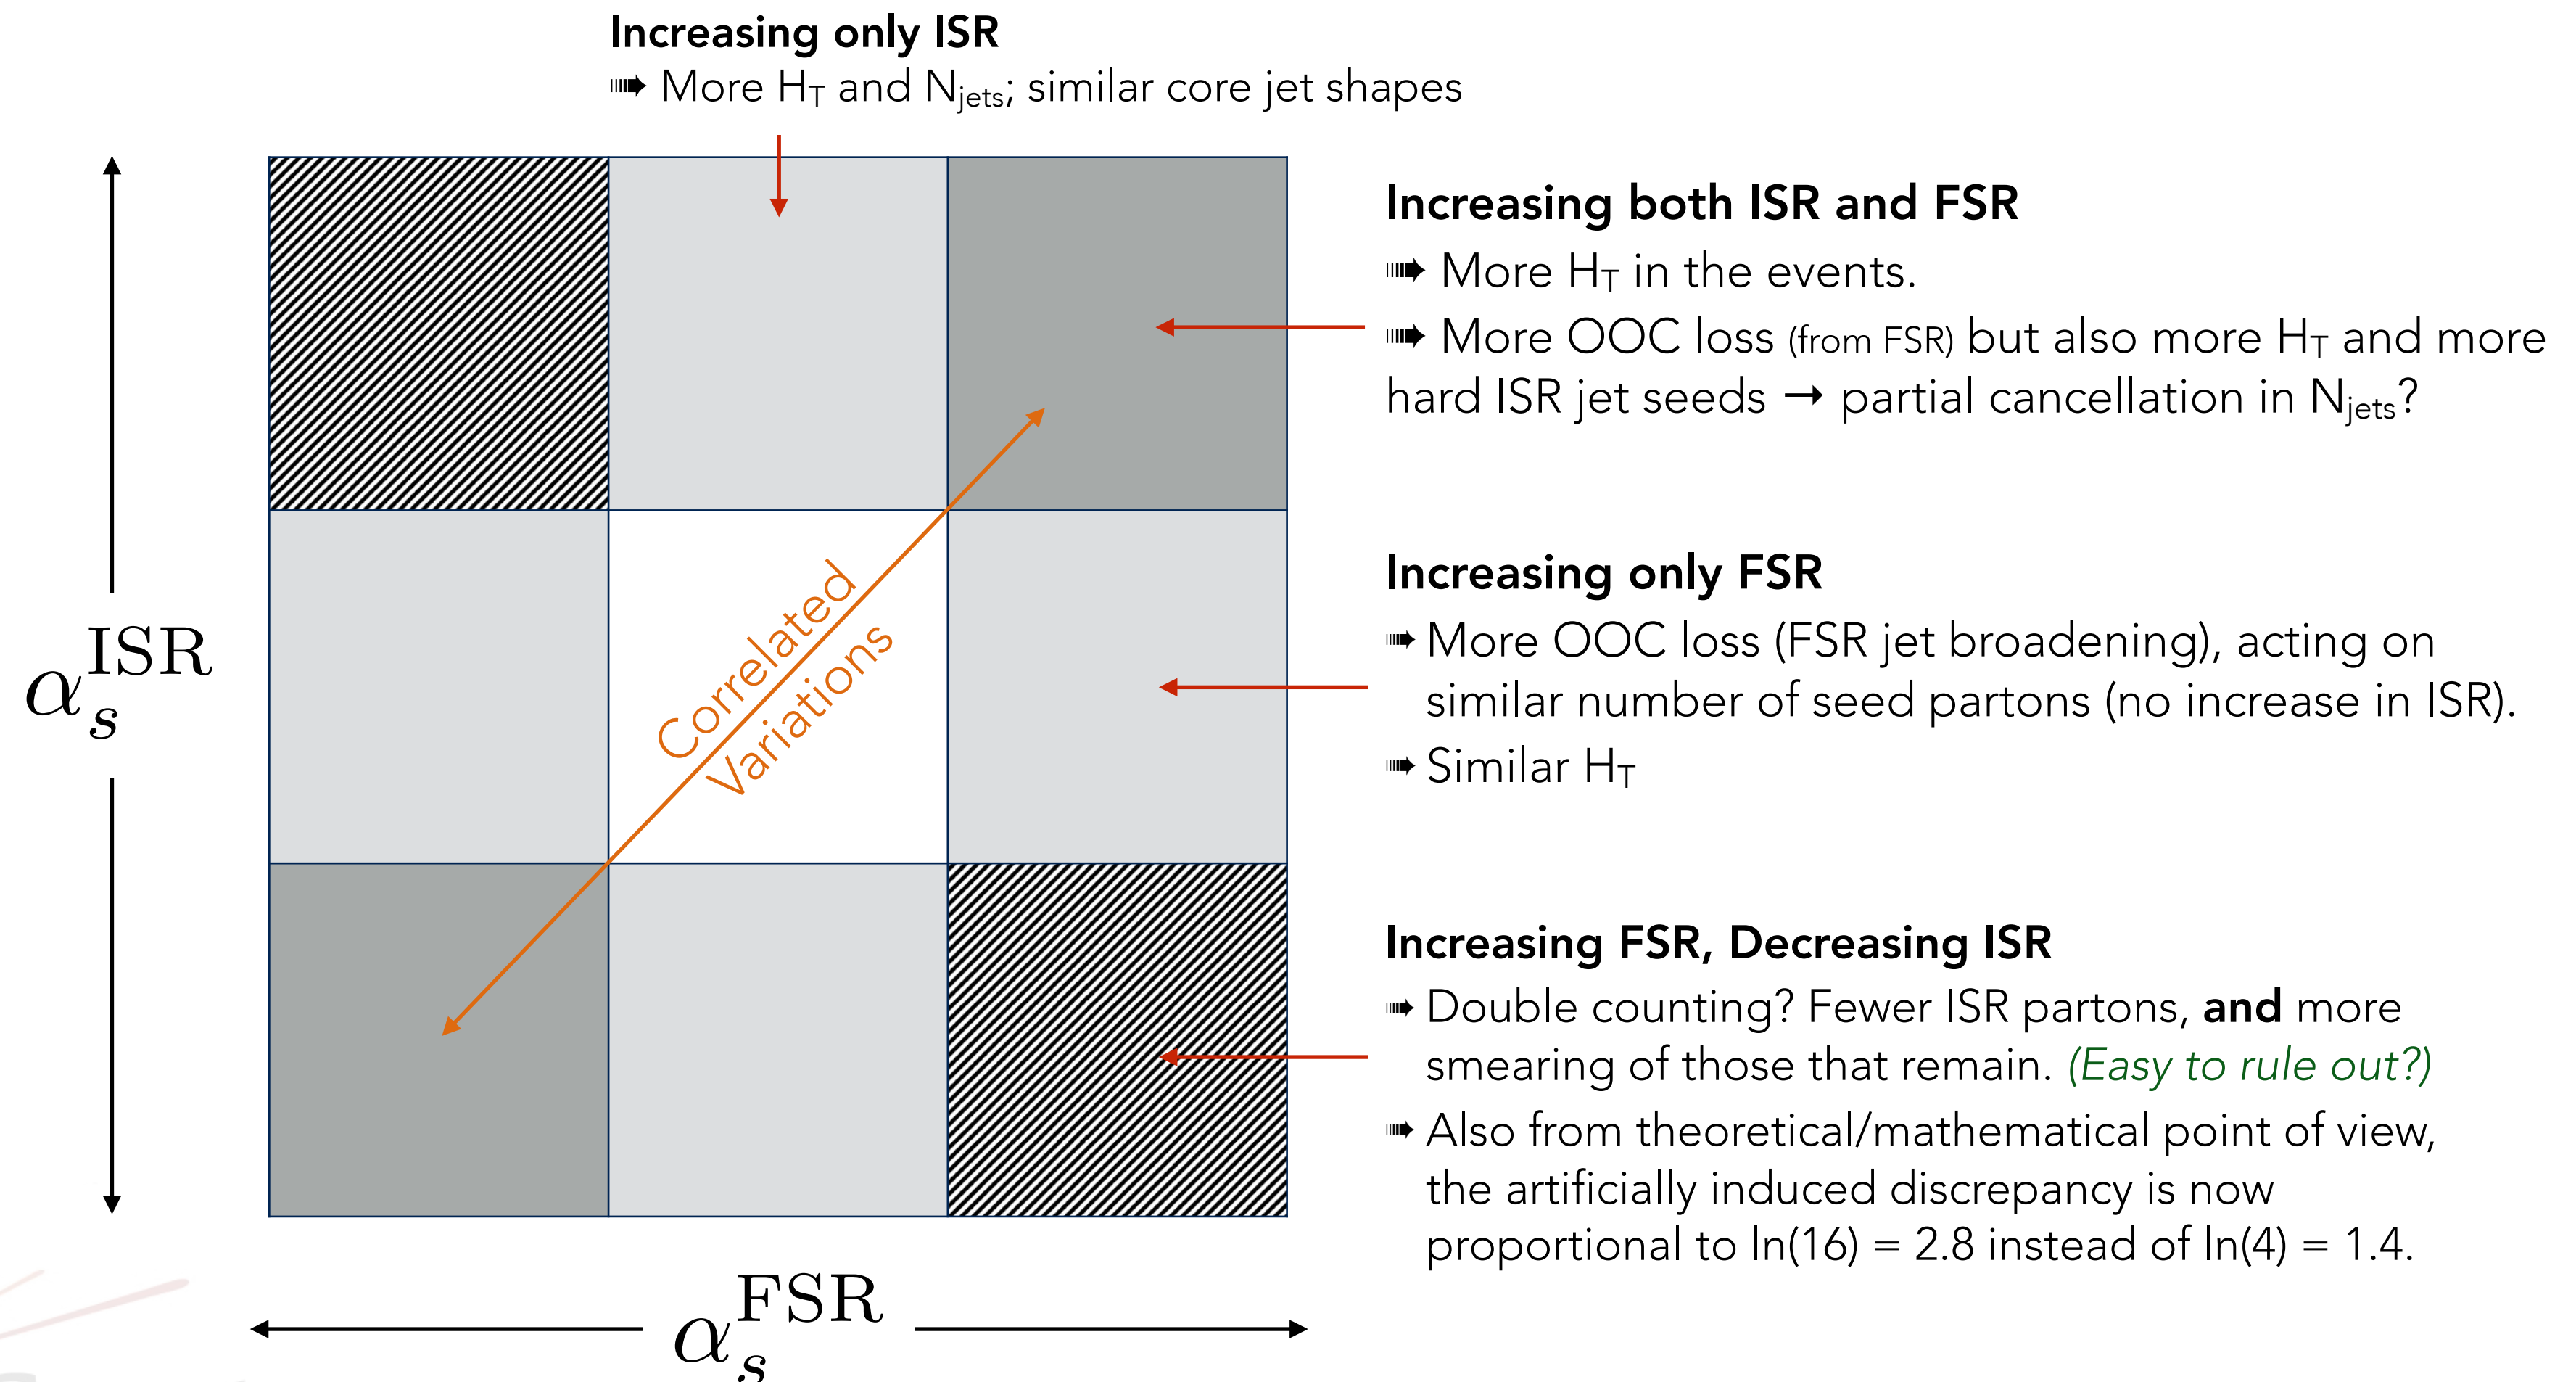 Increasing only ISR
➠ More H_T and N_jets; similar core jet shapes
Increasing both ISR and FSR
➠ More H_T in the events.
➠ More OOC loss (from FSR) but also more H_T and more
hard ISR jet seeds → partial cancellation in N_jets?
α_s^ISR
Correlated
Variations
Increasing only FSR
➠ More OOC loss (FSR jet broadening), acting on
similar number of seed partons (no increase in ISR).
➠ Similar H_T
Increasing FSR, Decreasing ISR
➠ Double counting? Fewer ISR partons, and more
smearing of those that remain. (Easy to rule out?)
➠ Also from theoretical/mathematical point of view,
the artificially induced discrepancy is now
proportional to ln(16) = 2.8 instead of ln(4) = 1.4.
α_s^FSR